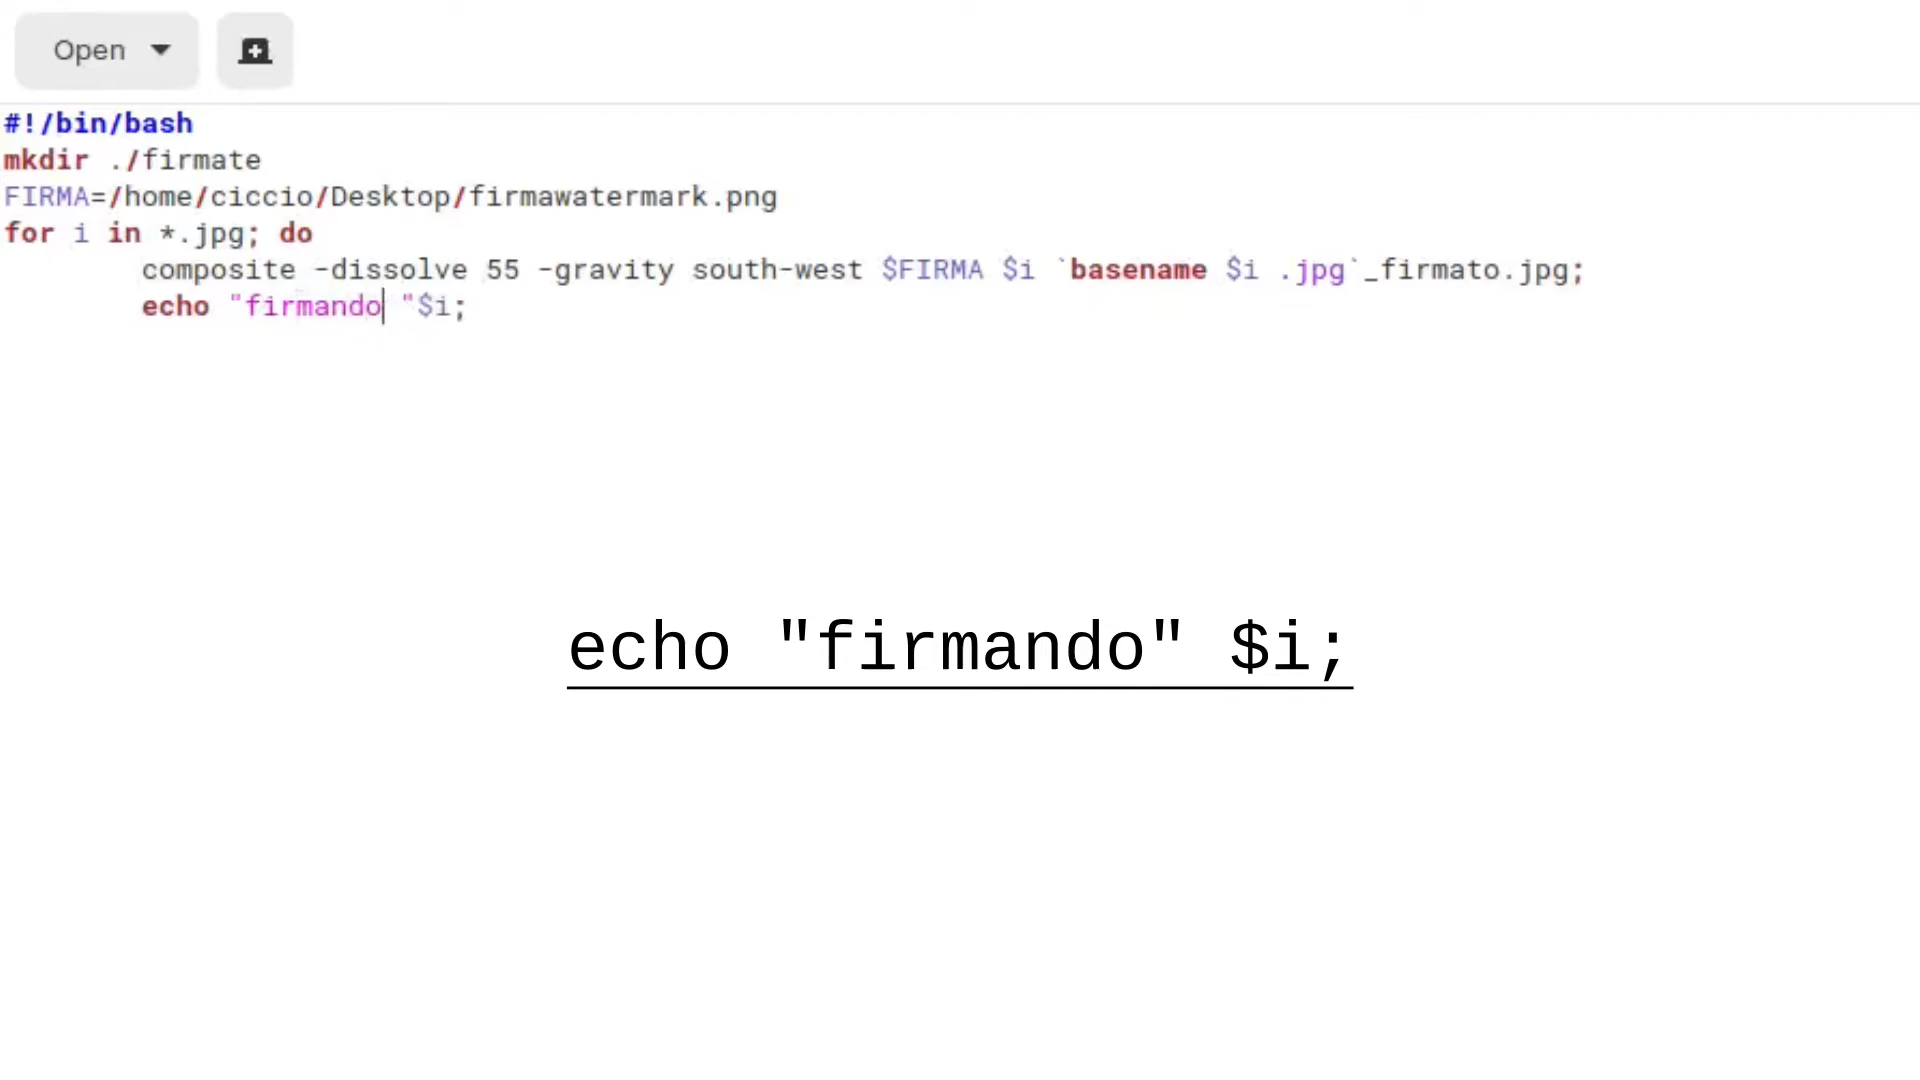 Open
#!/bin/bash
mkdir ./firmate
FIRMA=/home/ciccio/Desktop/firmawatermark.png
for i in *.jpg; do
composite -dissolve 55 -gravity south-west $FIRMA $i `basename $i .jpg`_firmato.jpg;
echo "firmando "$i;
echo "firmando" $i;